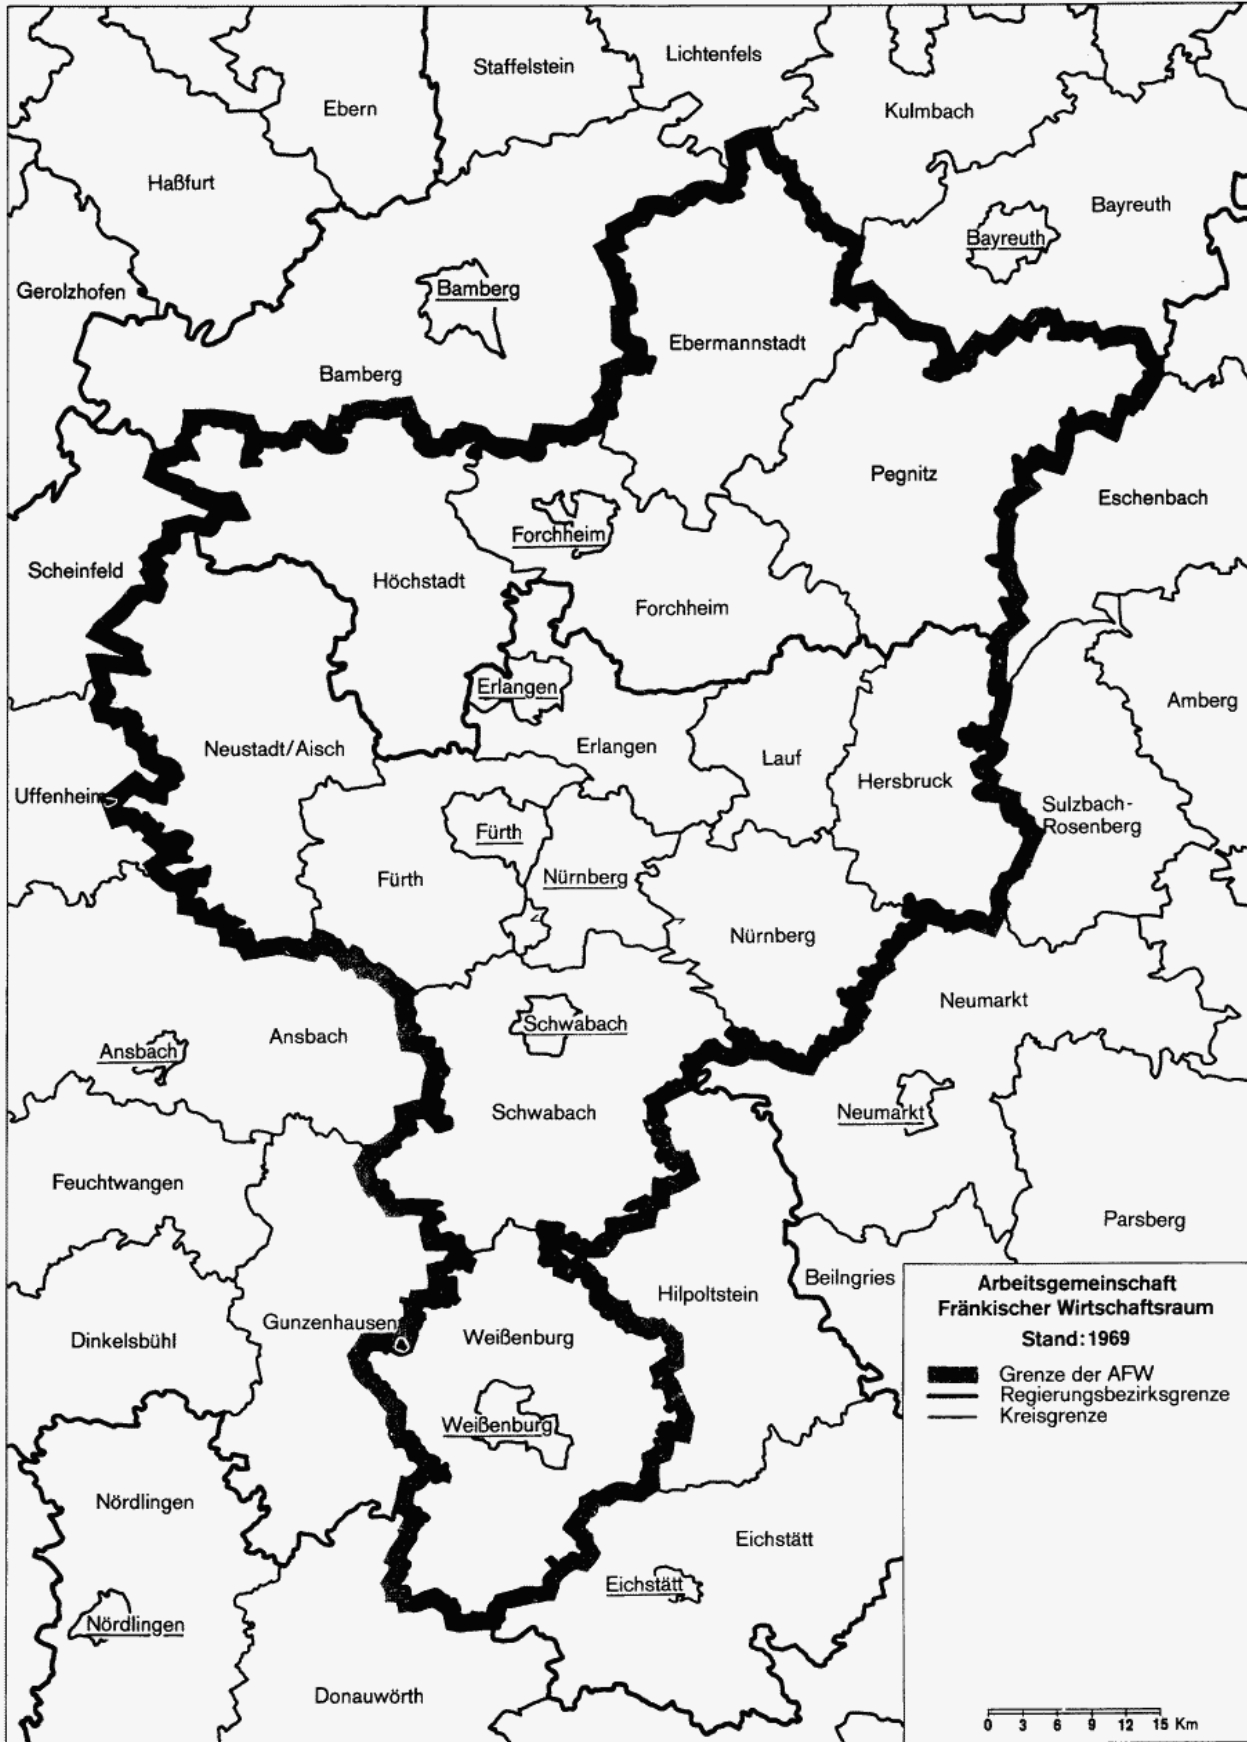 Staffelstein
Lichtenfels
Ebern
Kulmbach
Haßfurt
Bayreuth
Bayreuth
Gerolzhofen
Bamberg
Ebermannstadt
Bamberg
Pegnitz
Eschenbach
Forchheim
Scheinfeld
Höchstadt
Forchheim
Erlangen
Amberg
Neustadt/Aisch
Erlangen
Lauf
Hersbruck
Uffenheim
Sulzbach-
Rosenberg
Fürth
Fürth
Nürnberg
Nürnberg
Neumarkt
Schwabach
Ansbach
Ansbach
Schwabach
Neumarkt
Feuchtwangen
Parsberg
Beilngries
Hilpoltstein
Gunzenhausen
Weißenburg
Dinkelsbühl
Weißenburg
Nördlingen
Eichstätt
Eichstätt
Nördlingen
Donauwörth
Arbeitsgemeinschaft
Fränkischer Wirtschaftsraum
Stand: 1969
Grenze der AFW
Regierungsbezirksgrenze
Kreisgrenze
0 3 6 9 12 15 Km